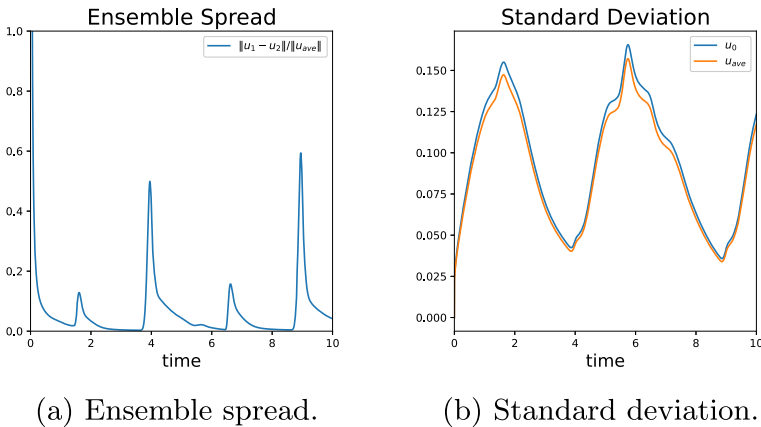 Ensemble Spread
1.0
0.8
0.6
0.4
0.2
0.0
0
2
4
6
8
10
time
‖u₁ − u₂‖/‖u_ave‖
Standard Deviation
0.150
0.125
0.100
0.075
0.050
0.025
0.000
0
2
4
6
8
10
time
u₀
u_ave
(a) Ensemble spread.
(b) Standard deviation.